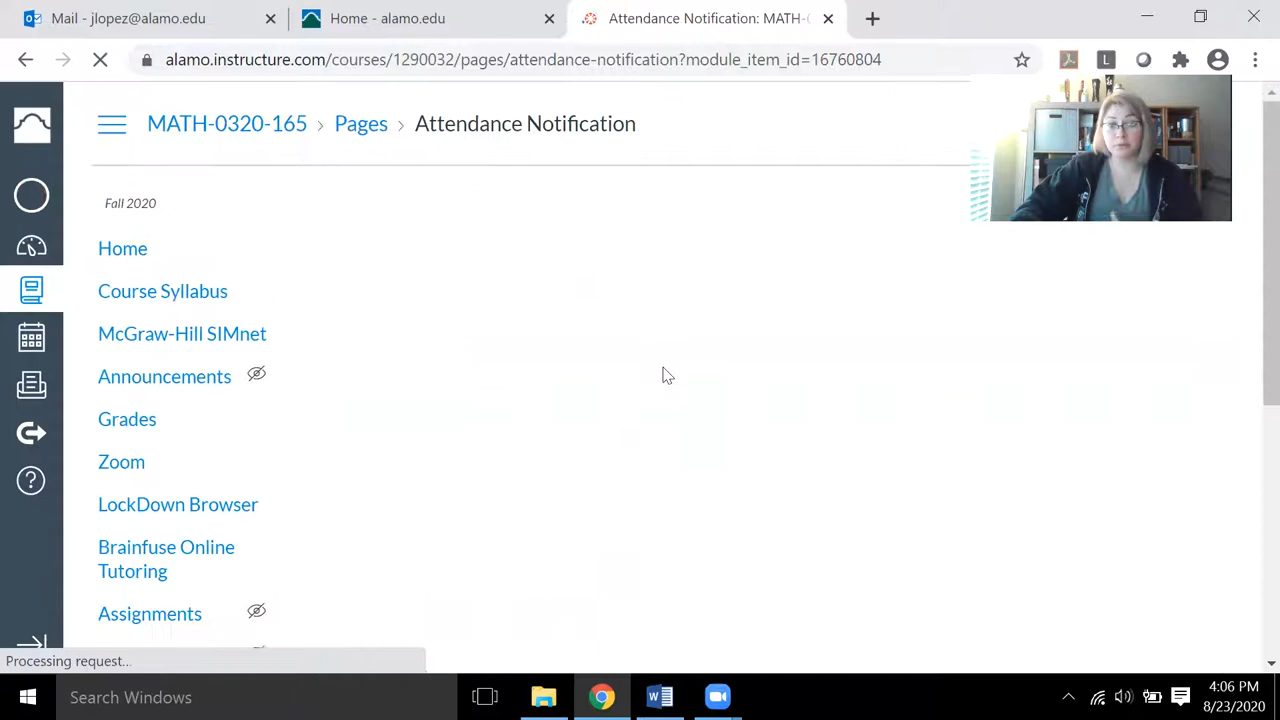 Mail - jlopez@alamo.edu
Home - alamo.edu
Attendance Notification: MATH-0
alamo.instructure.com/courses/1290032/pages/attendance-notification?module_item_id=16760804
L
MATH-0320-165 › Pages › Attendance Notification
Fall 2020
Home
Course Syllabus
McGraw-Hill SIMnet
Announcements
Grades
Zoom
LockDown Browser
Brainfuse Online
Tutoring
Assignments
Processing request...
Search Windows
4:06 PM
8/23/2020